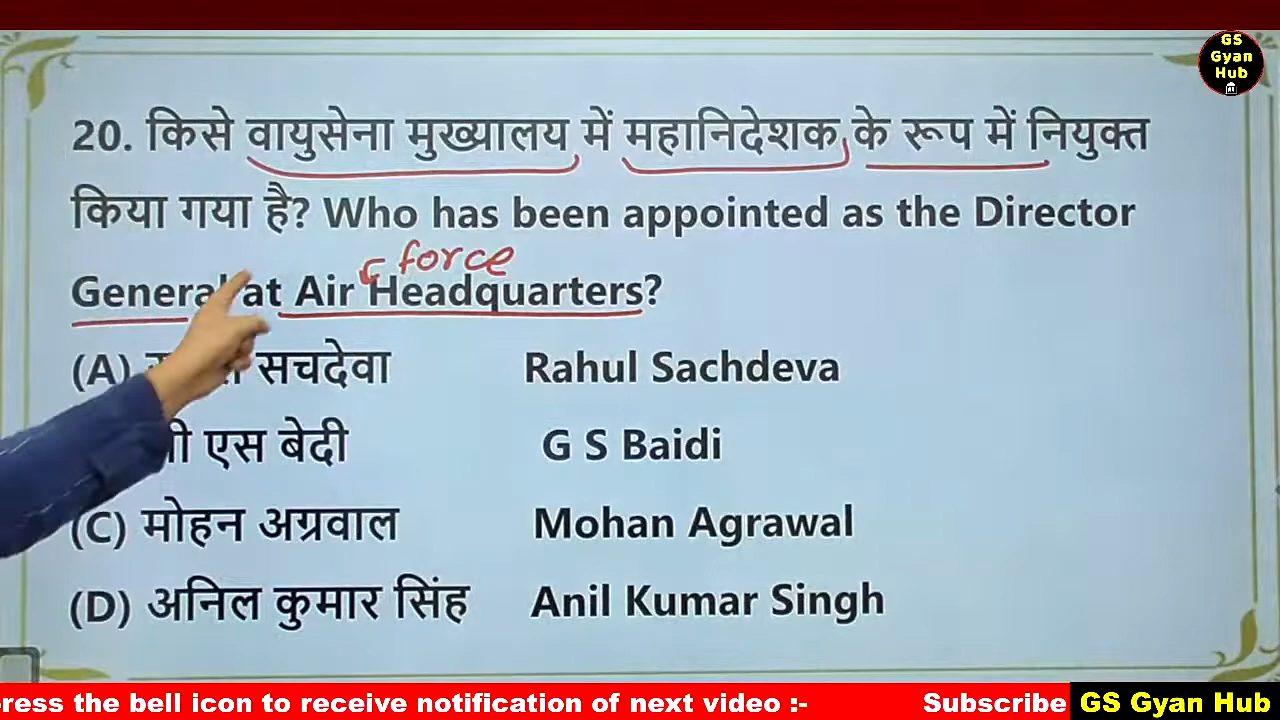 GS
Gyan
Hub
20. किसे वायुसेना मुख्यालय में महानिदेशक के रूप में नियुक्त
किया गया है? Who has been appointed as the Director
force
General at Air Headquarters?
(A) सचदेवा Rahul Sachdeva
एस बेदी G S Baidi
(C) मोहन अग्रवाल Mohan Agrawal
(D) अनिल कुमार सिंह Anil Kumar Singh
ress the bell icon to receive notification of next video :- Subscribe GS Gyan Hub